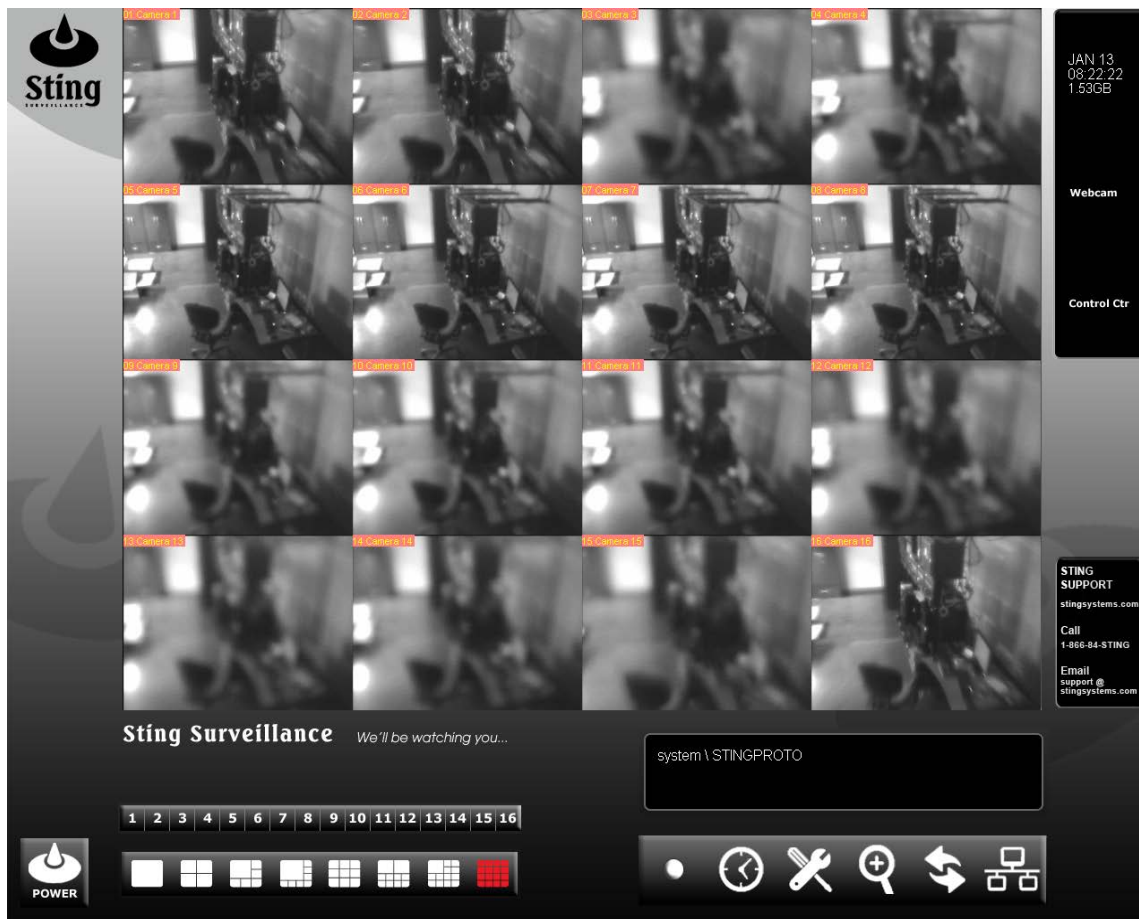 Sting
SURVEILLANCE
01 Camera 1
02 Camera 2
03 Camera 3
04 Camera 4
05 Camera 5
06 Camera 6
07 Camera 7
08 Camera 8
09 Camera 9
10 Camera 10
11 Camera 11
12 Camera 12
13 Camera 13
14 Camera 14
15 Camera 15
16 Camera 16
JAN 13
08:22:22
1.53GB
Webcam
Control Ctr
STING
SUPPORT
stingsystems.com
Call
1-866-84-STING
Email
support @
stingsystems.com
Sting Surveillance
We'll be watching you...
system \ STINGPROTO
1 2 3 4 5 6 7 8 9 10 11 12 13 14 15 16
POWER